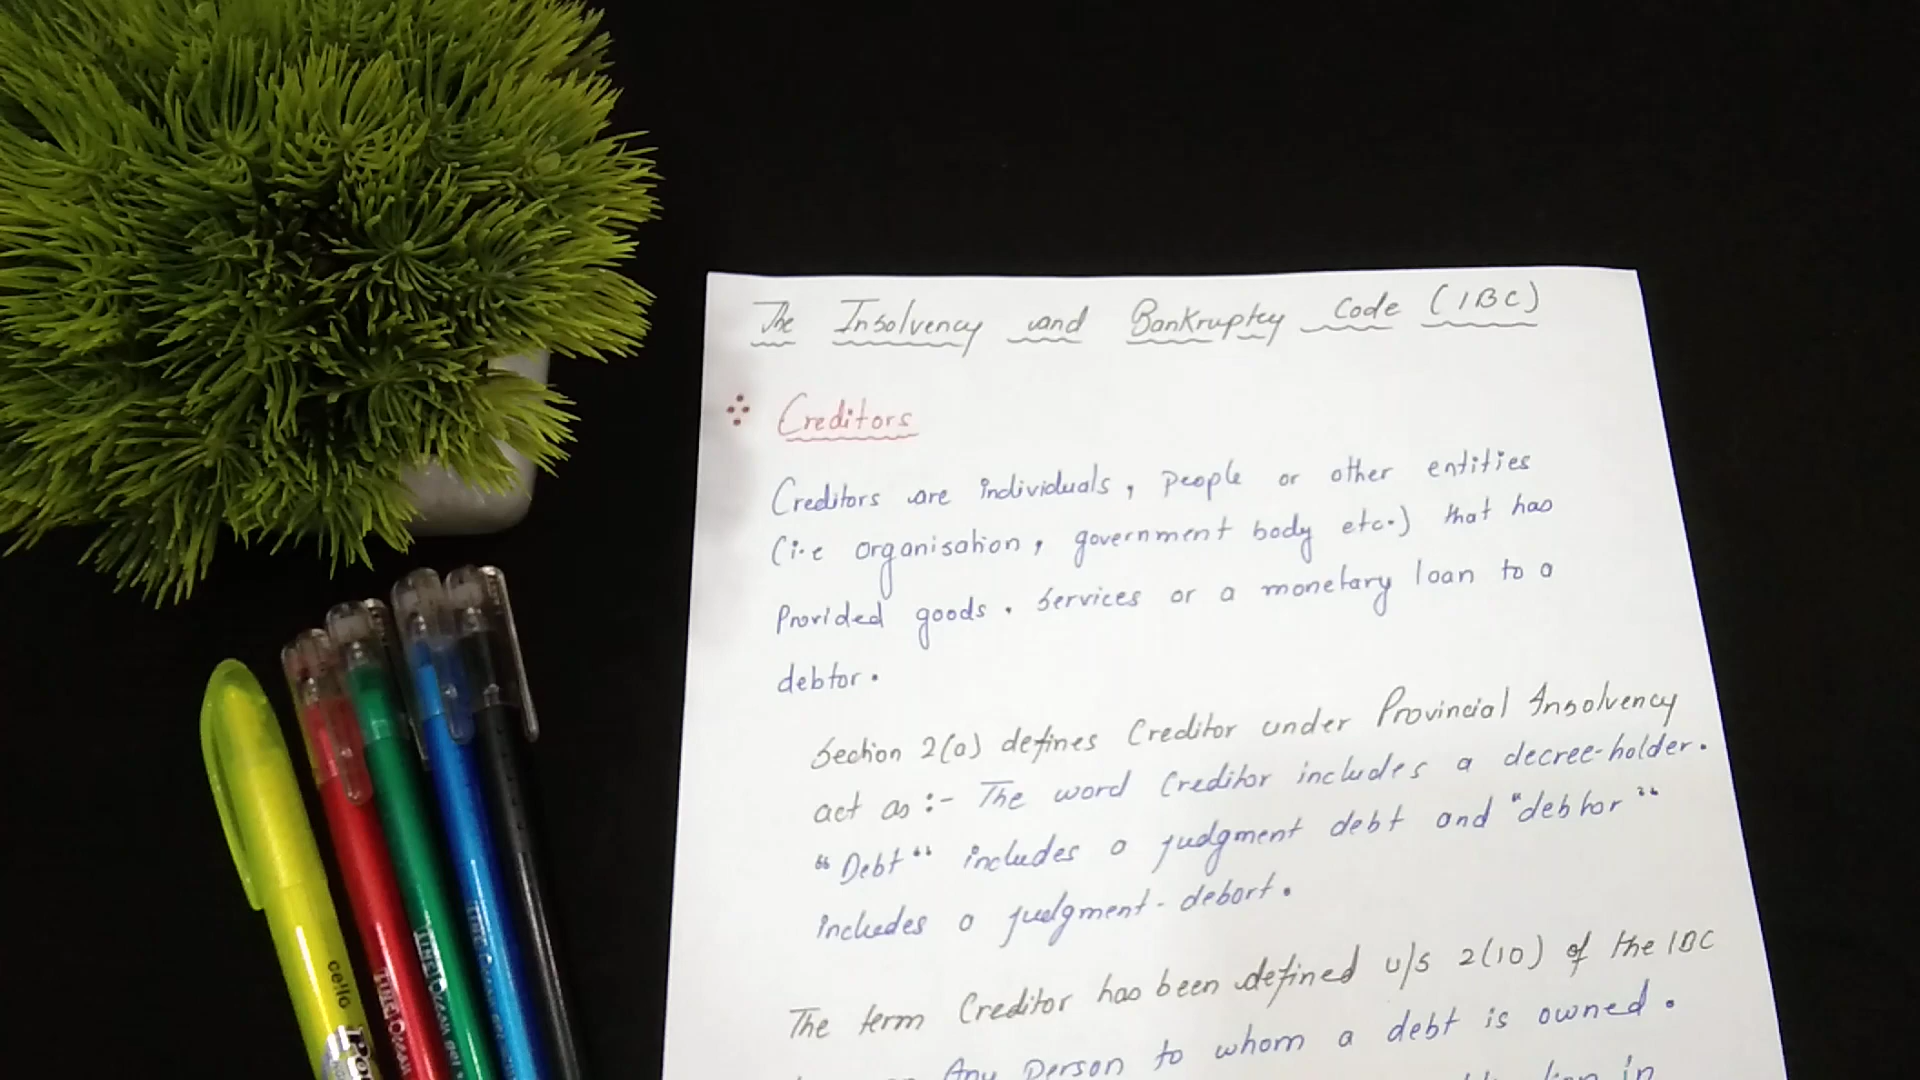 The Insolvency and Bankruptcy Code (IBC)
Creditors
Creditors are individuals, People or other entities
(i.e organisation, government body etc.) that has
Provided goods. Services or a monetary loan to a
debtor.
Section 2(a) defines Creditor under Provincial Insolvency
act as :- The word Creditor includes a decree-holder.
"Debt" includes a judgment debt and "debtor"
includes a judgment-debort.
The term Creditor has been defined u/s 2(10) of the IBC
Any Person to whom a debt is owned.
in
cello